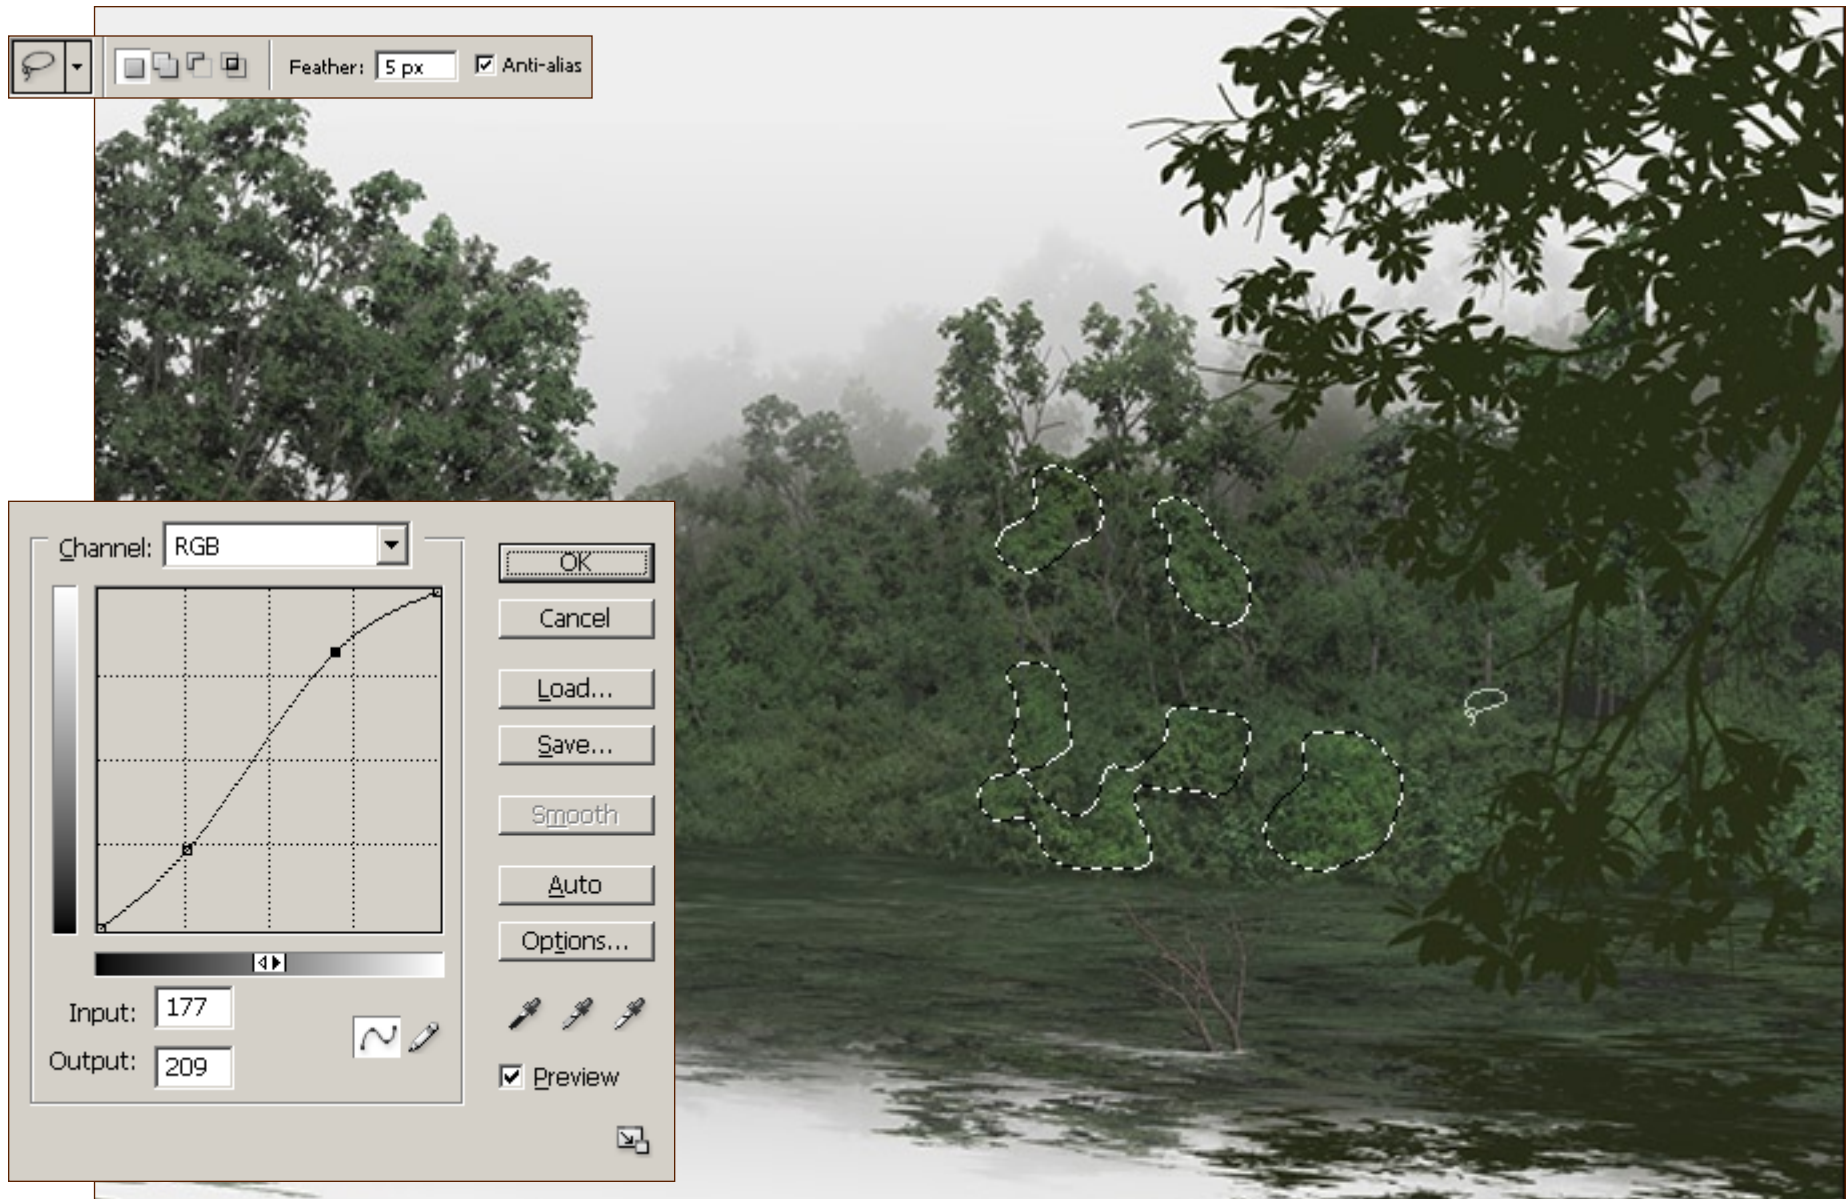 Feather: 5 px Anti-alias
Channel: RGB
OK
Cancel
Load...
Save...
Smooth
Auto
Options...
Input: 177
Output: 209
Preview